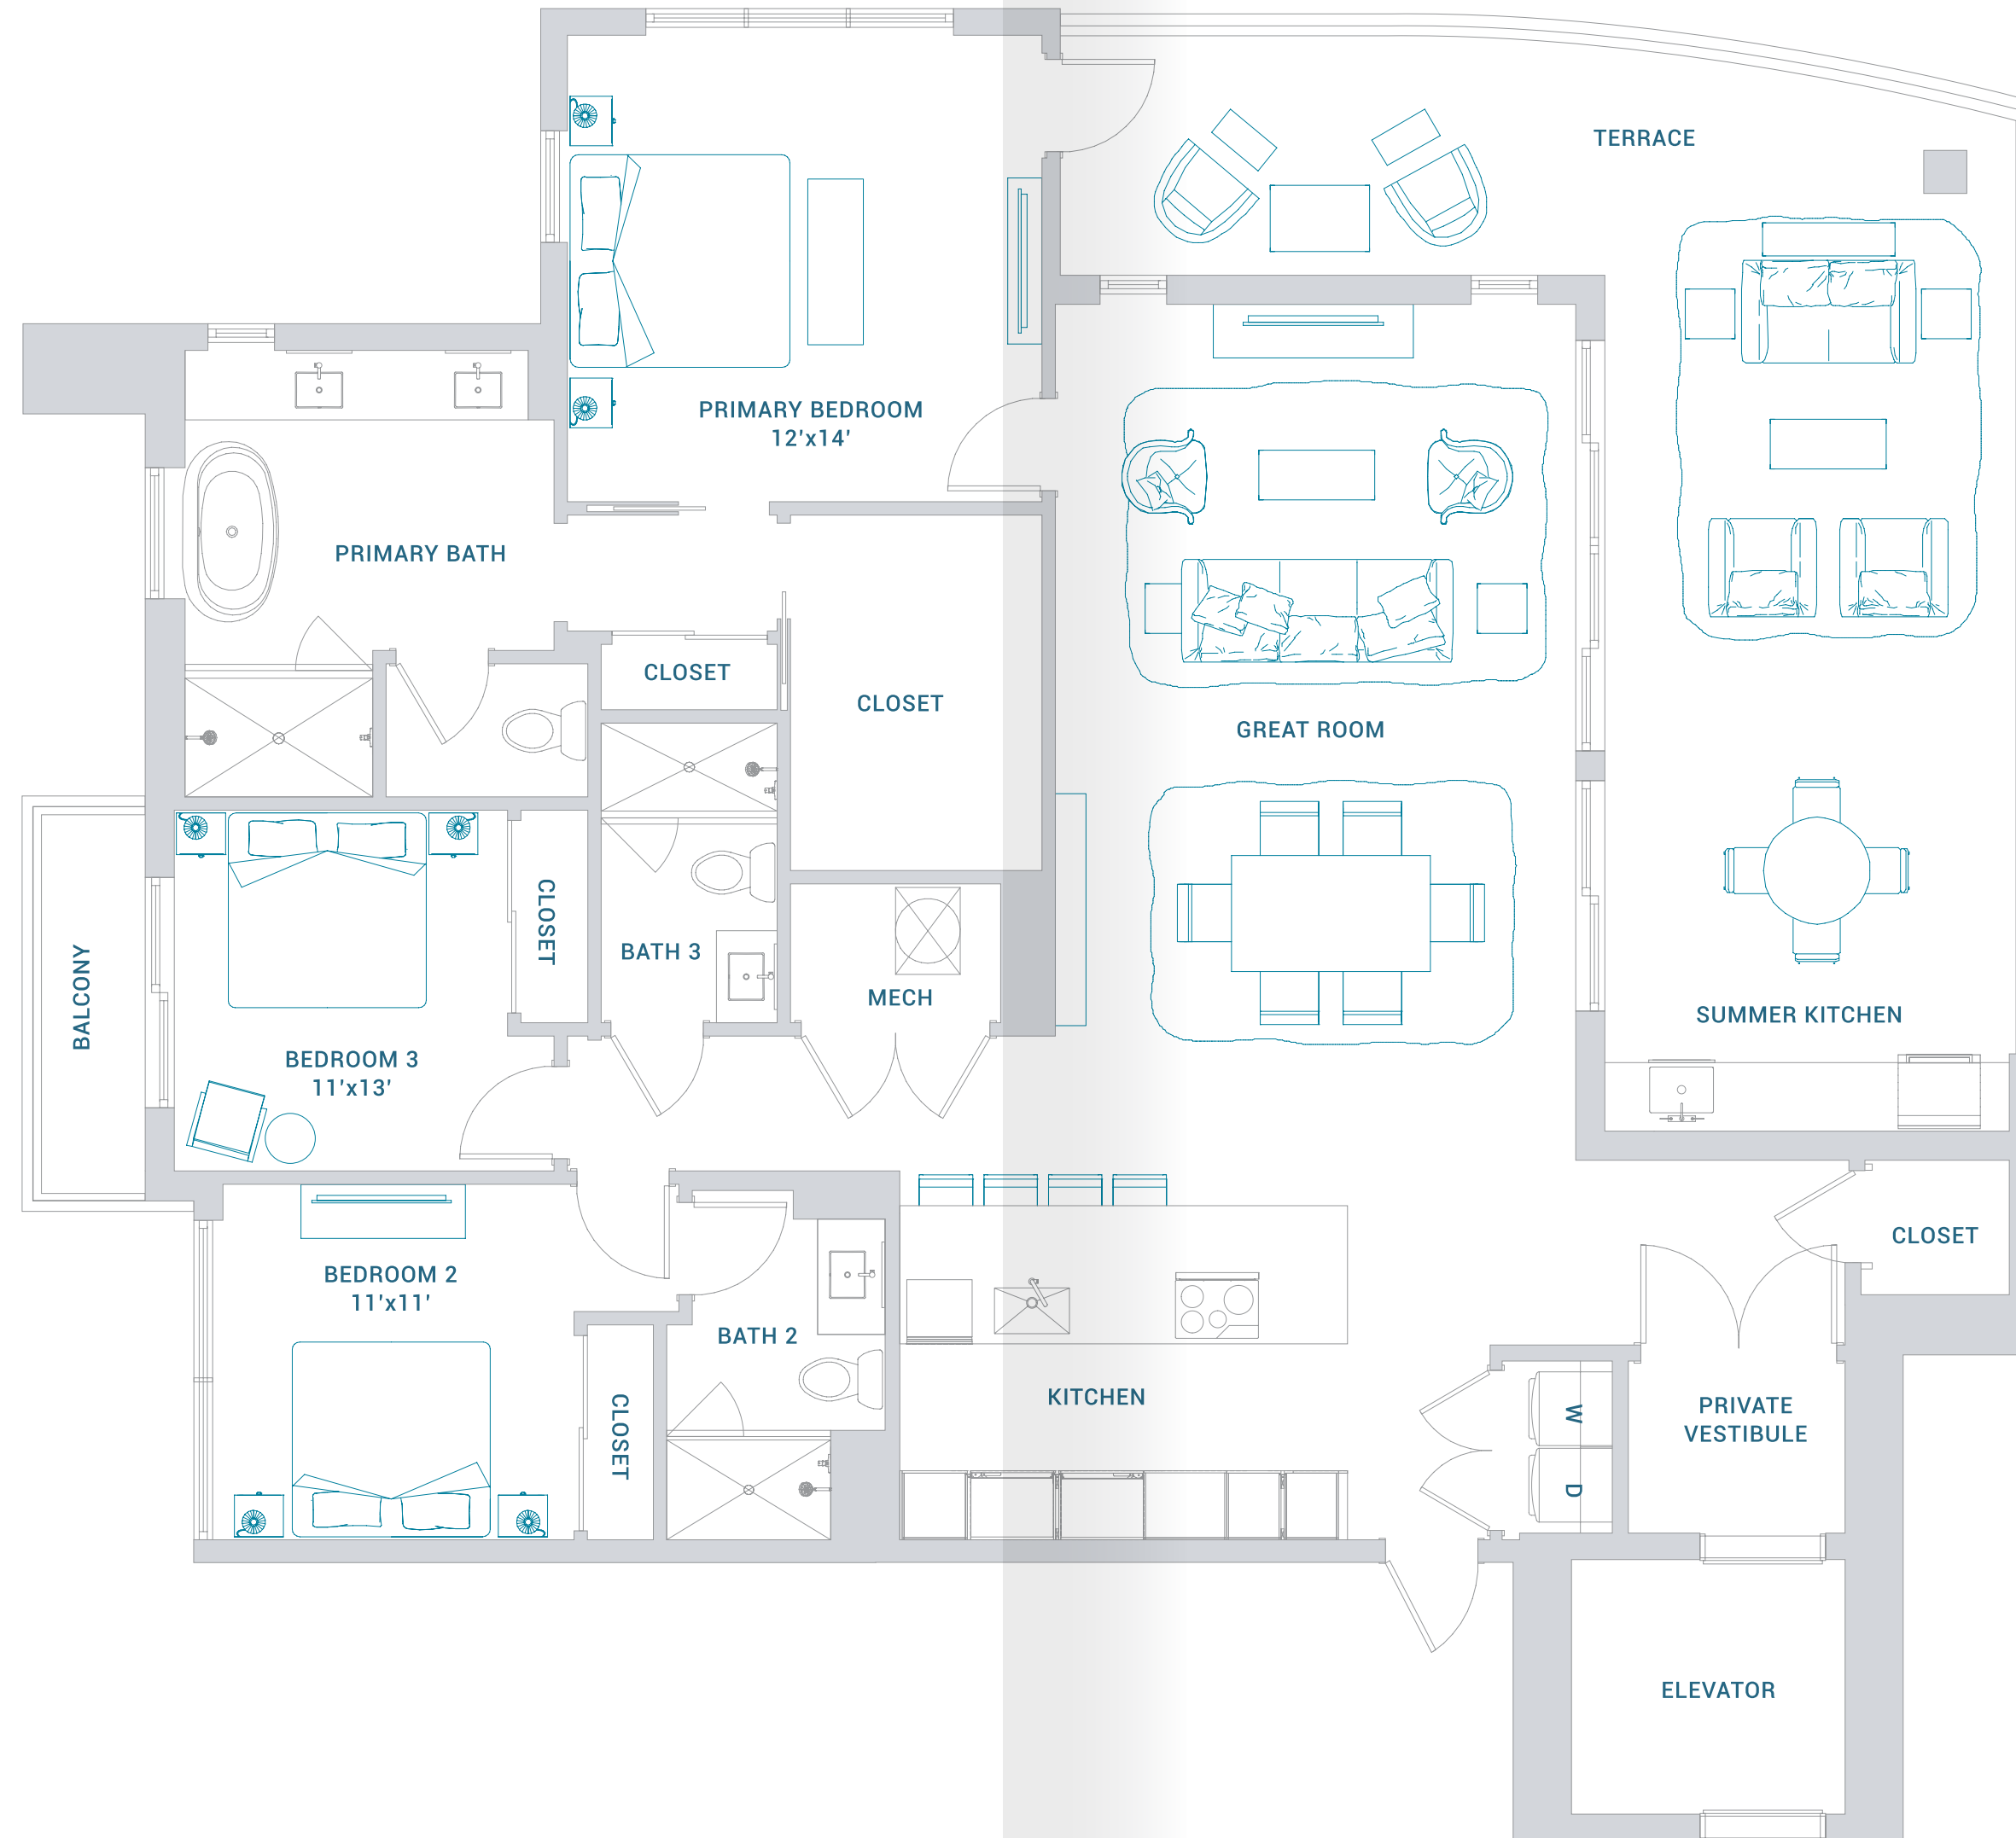 TERRACE
PRIMARY BEDROOM
12'x14'
PRIMARY BATH
CLOSET
CLOSET
GREAT ROOM
CLOSET
BATH 3
BALCONY
MECH
SUMMER KITCHEN
BEDROOM 3
11'x13'
CLOSET
BEDROOM 2
11'x11'
BATH 2
KITCHEN
CLOSET
W
D
PRIVATE
VESTIBULE
ELEVATOR